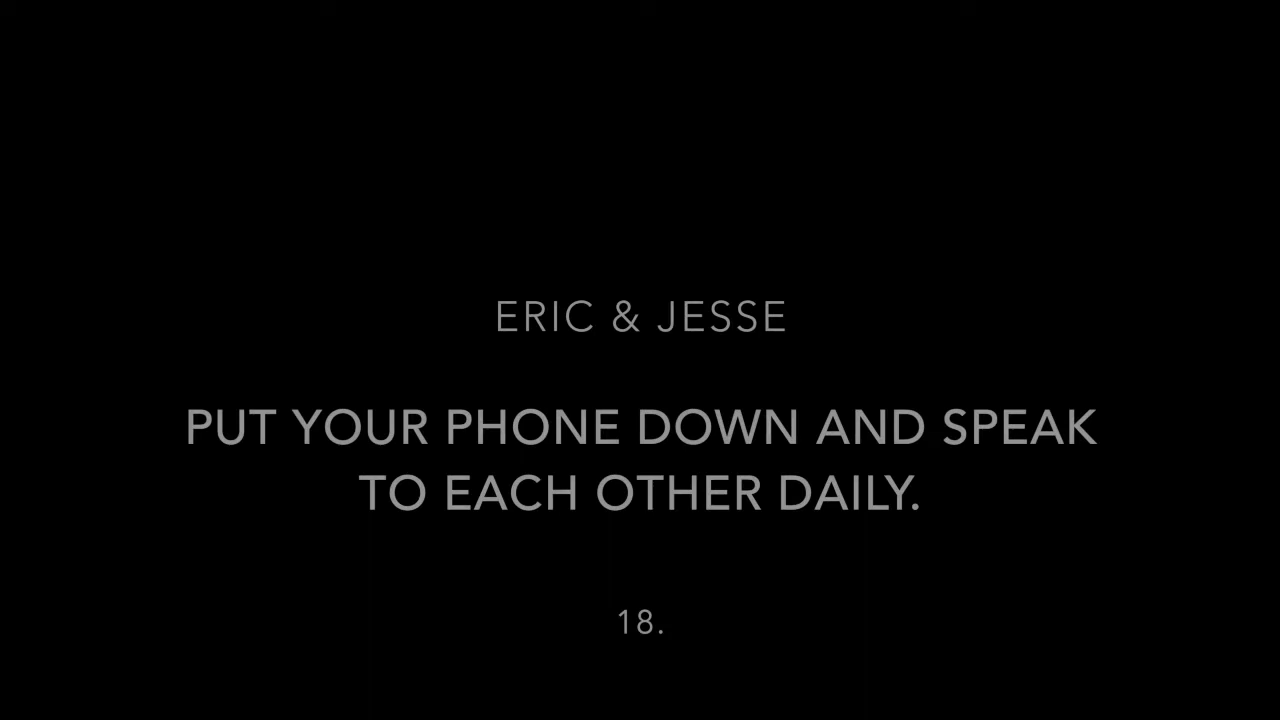 ERIC & JESSE
PUT YOUR PHONE DOWN AND SPEAK
TO EACH OTHER DAILY.
18.